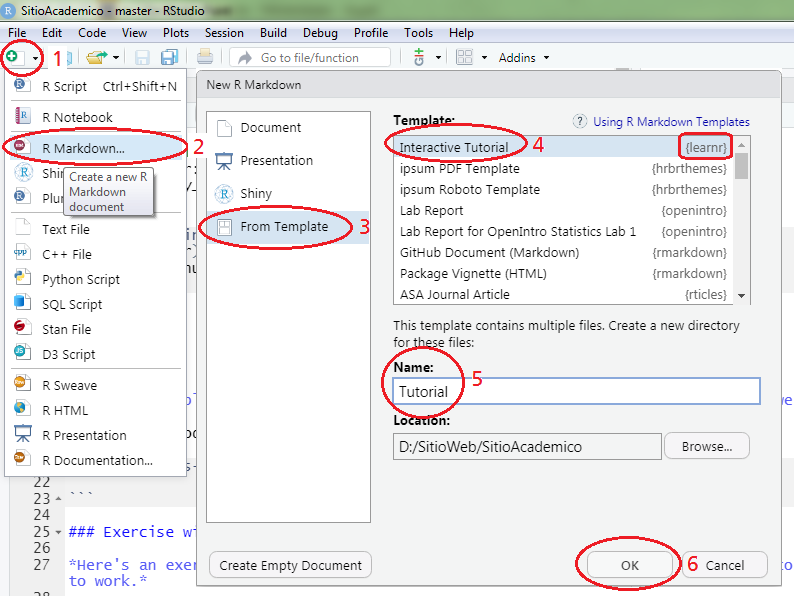 SitioAcademico - master - RStudio
File Edit Code View Plots Session Build Debug Profile Tools Help
1 Go to file/function Addins
R Script Ctrl+Shift+N
R Notebook
R Markdown... 2
Create a new R
Markdown
document
Text File
C++ File
Python Script
SQL Script
Stan File
D3 Script
R Sweave
R HTML
R Presentation
R Documentation...
New R Markdown
Document
Presentation
Shiny
From Template 3
Template: Using R Markdown Templates
Interactive Tutorial 4 {learnr}
ipsum PDF Template {hrbrthemes}
ipsum Roboto Template {hrbrthemes}
Lab Report {openintro}
Lab Report for OpenIntro Statistics Lab 1 {openintro}
GitHub Document (Markdown) {rmarkdown}
Package Vignette (HTML) {rmarkdown}
ASA Journal Article {rticles}
This template contains multiple files. Create a new directory
for these files:
Name:
Tutorial 5
Location:
D:/SitioWeb/SitioAcademico Browse...
Create Empty Document OK 6 Cancel
22
23 ```
24
25 ### Exercise
26
27 *Here's an
to work.*
28